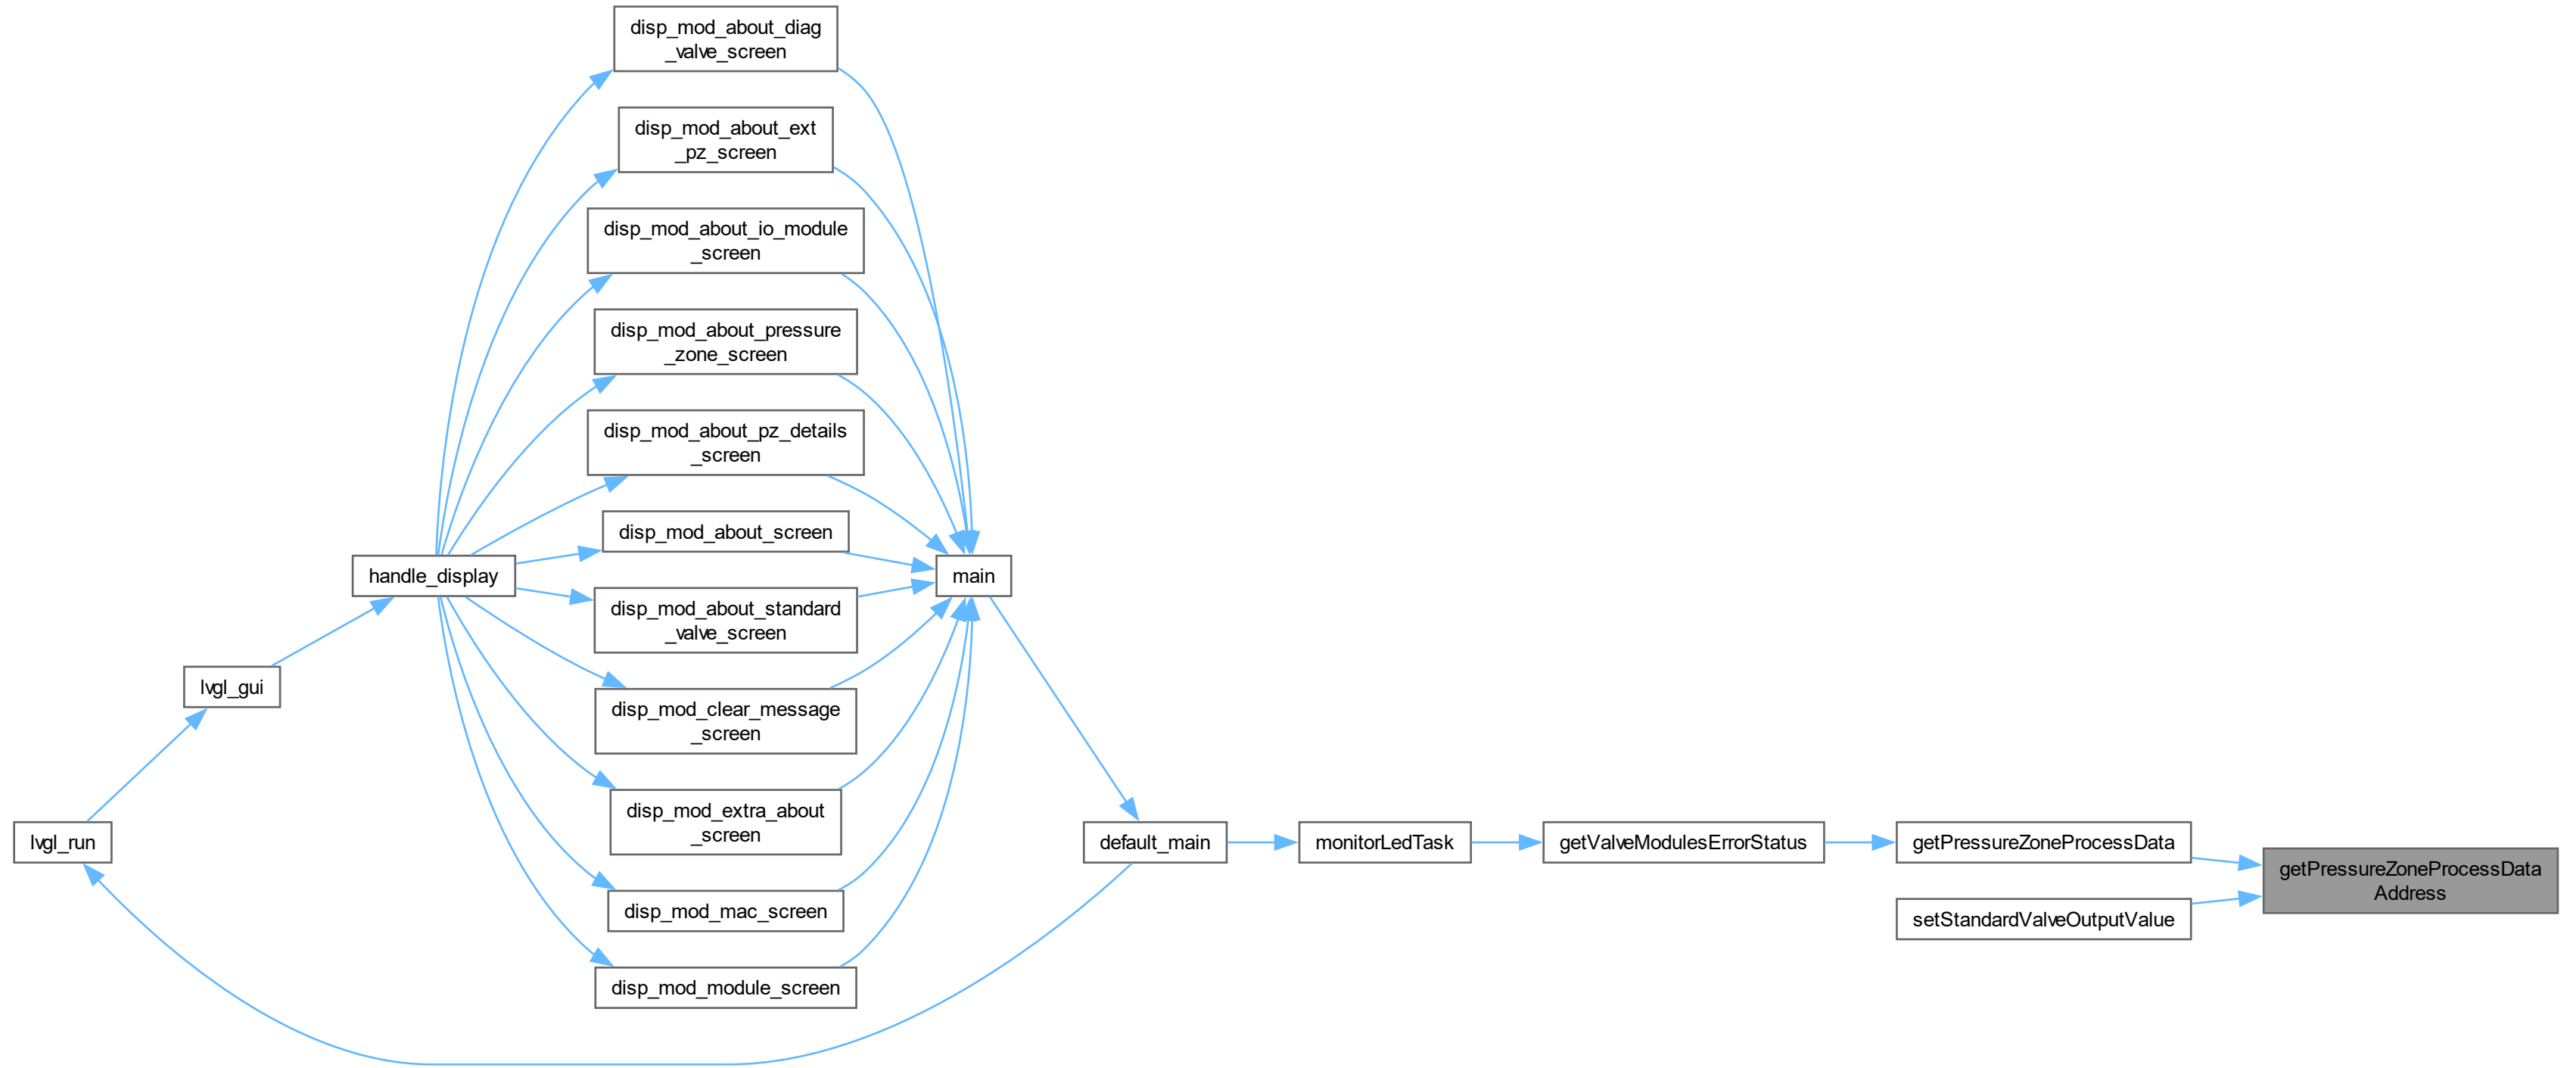 disp_mod_about_diag
_valve_screen
disp_mod_about_ext
_pz_screen
disp_mod_about_io_module
_screen
disp_mod_about_pressure
_zone_screen
disp_mod_about_pz_details
_screen
disp_mod_about_screen
handle_display
main
disp_mod_about_standard
_valve_screen
lvgl_gui
disp_mod_clear_message
_screen
disp_mod_extra_about
_screen
lvgl_run
default_main
monitorLedTask
getValveModulesErrorStatus
getPressureZoneProcessData
getPressureZoneProcessData
Address
disp_mod_mac_screen
setStandardValveOutputValue
disp_mod_module_screen